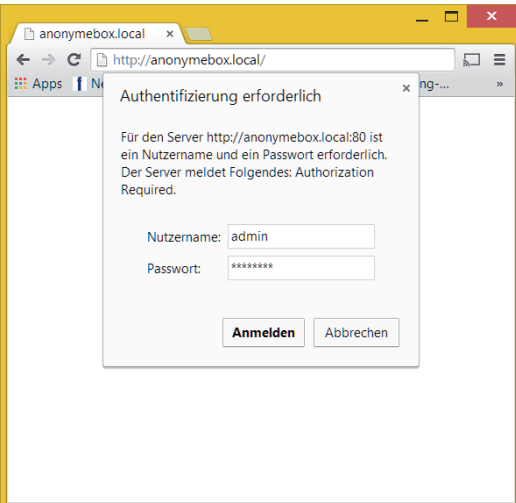 anonymebox.local
http://anonymebox.local/
Apps
ng-...
»
Authentifizierung erforderlich
Für den Server http://anonymebox.local:80 ist
ein Nutzername und ein Passwort erforderlich.
Der Server meldet Folgendes: Authorization
Required.
Nutzername: admin
Passwort: ********
Anmelden Abbrechen